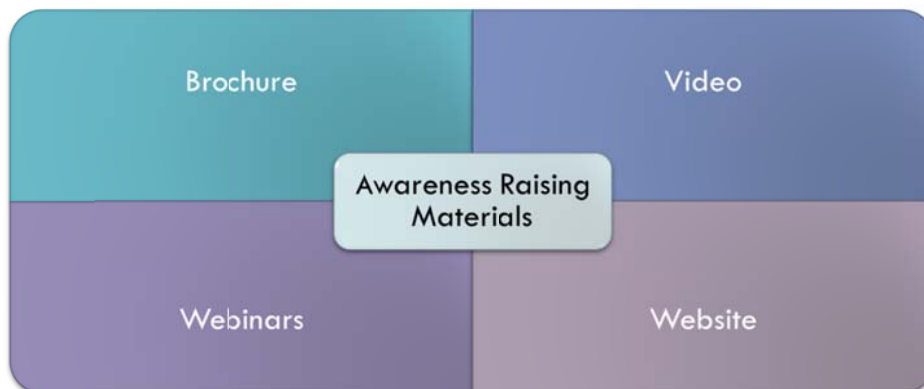 Brochure
Video
Awareness Raising
Materials
Webinars
Website